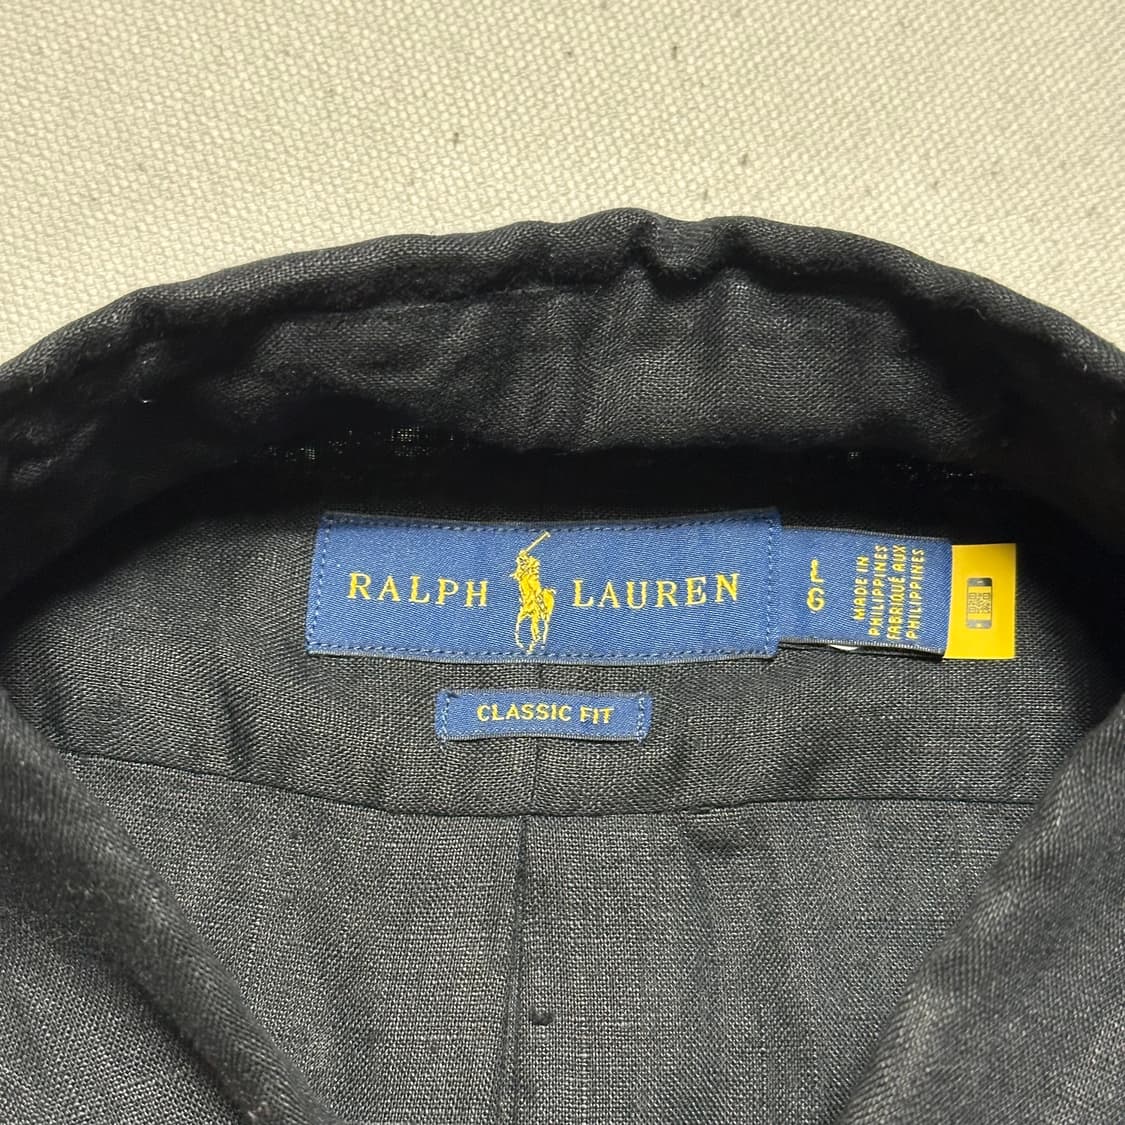 RALPH LAUREN
L
G
MADE IN
PHILIPPINES
FABRIQUÉ AUX
PHILIPPINES
CLASSIC FIT